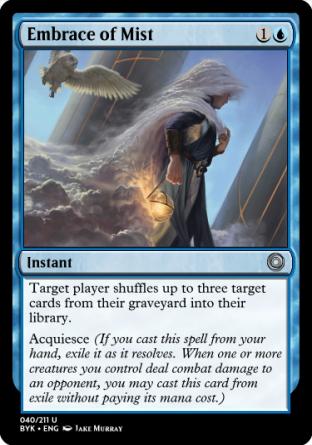 Embrace of Mist 1
Instant
Target player shuffles up to three target
cards from their graveyard into their
library.
Acquiesce (If you cast this spell from your
hand, exile it as it resolves. When one or more
creatures you control deal combat damage to
an opponent, you may cast this card from
exile without paying its mana cost.)
040/211 U
BYK • ENG Jake Murray